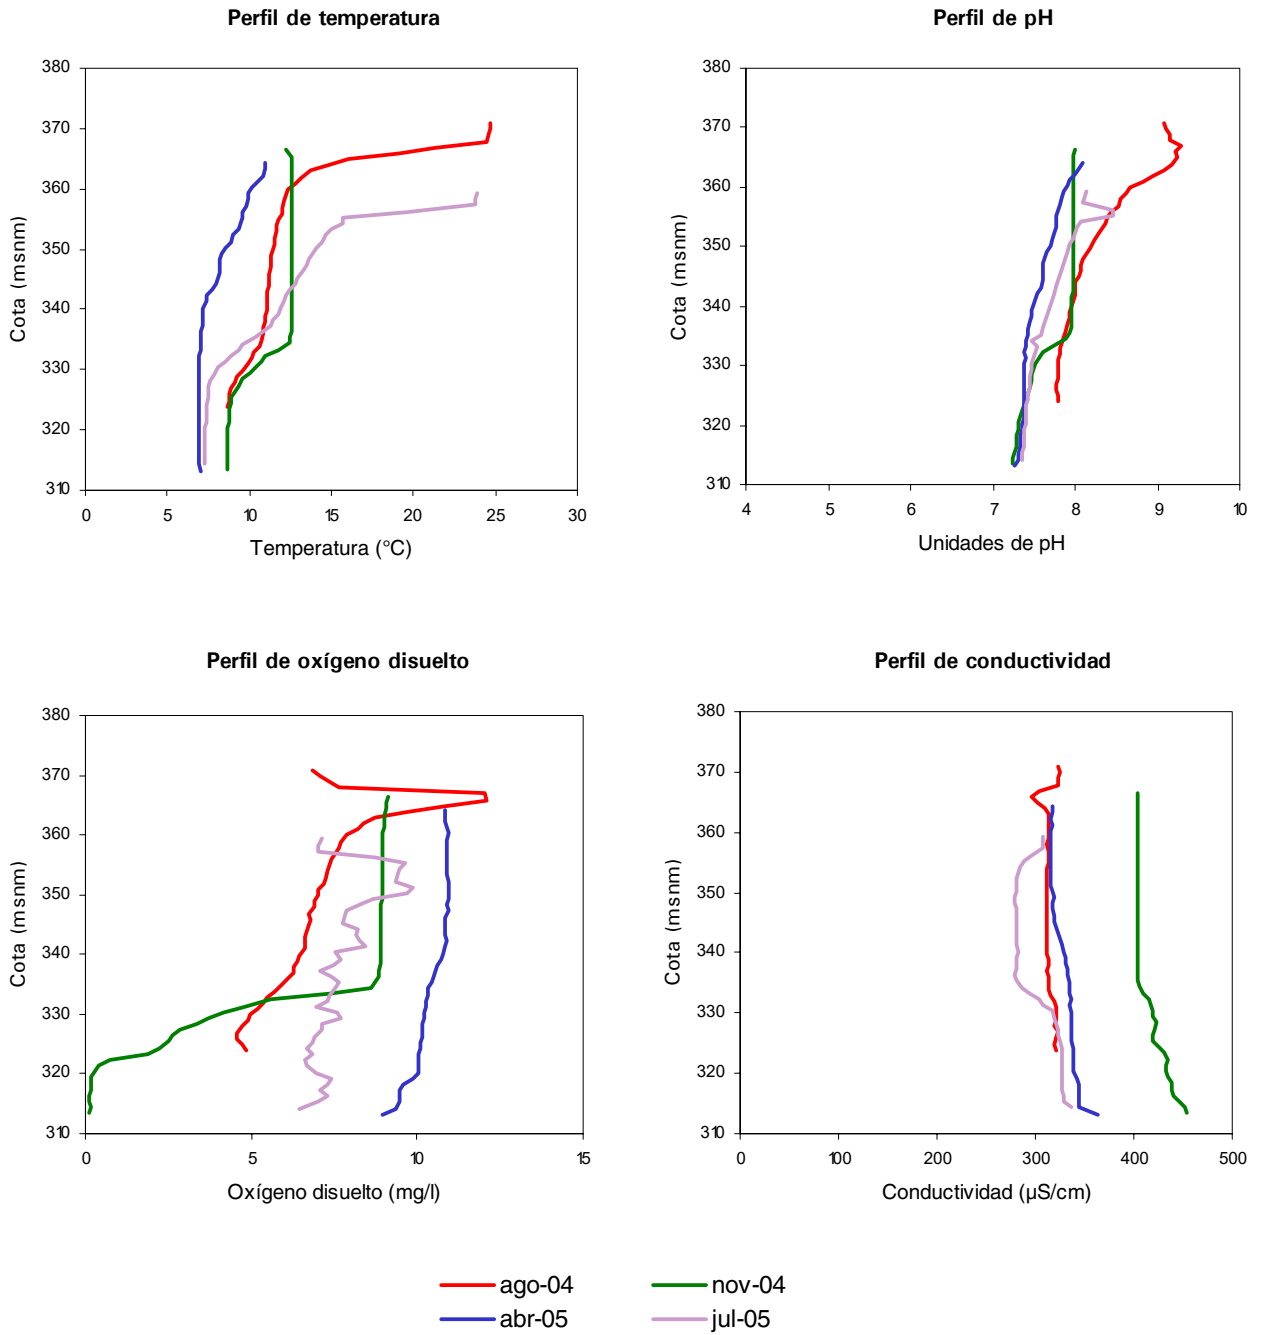 Perfil de temperatura
380
370
360
350
340
330
320
310
Cota (msnm)
0 5 10 15 20 25 30
Temperatura (°C)
Perfil de pH
380
370
360
350
340
330
320
310
Cota (msnm)
4 5 6 7 8 9 10
Unidades de pH
Perfil de oxígeno disuelto
380
370
360
350
340
330
320
310
Cota (msnm)
0 5 10 15
Oxígeno disuelto (mg/l)
Perfil de conductividad
380
370
360
350
340
330
320
310
Cota (msnm)
0 100 200 300 400 500
Conductividad (µS/cm)
ago-04 nov-04
abr-05 jul-05